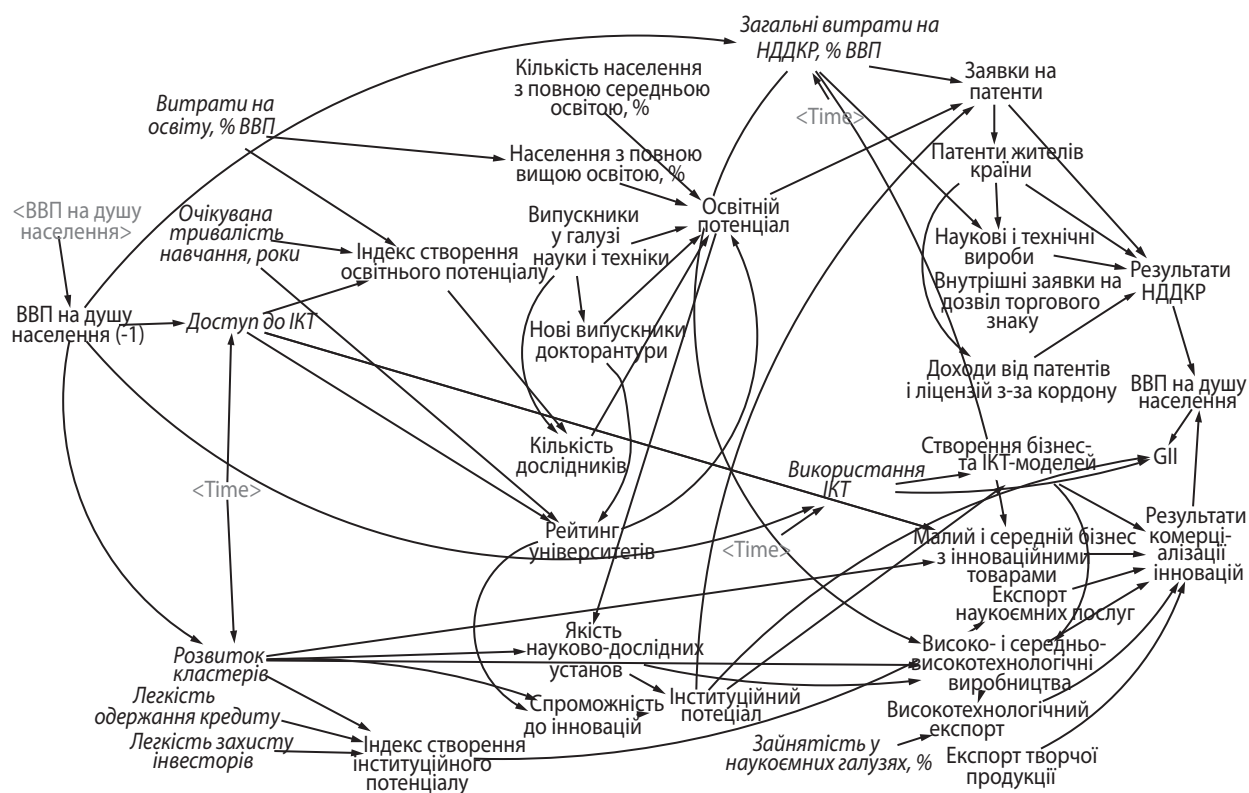 Загальні витрати на
НДДКР, % ВВП
Кількість населення
з повною середньою
освітою, %
Заявки на
патенти
Витрати на
освіту, % ВВП
<Time>
Населення з повною
вищою освітою, %
Патенти жителів
країни
<ВВП на душу
населення>
Очікувана
тривалість
навчання, роки
Випускники
у галузі
науки і техніки
Освітній
потенціал
Індекс створення
освітнього потенціалу
Наукові і технічні
вироби
Внутрішні заявки на
дозвіл торгового
знаку
Результати
НДДКР
ВВП на душу
населення (-1)
Доступ до ІКТ
Нові випускники
докторантури
Доходи від патентів
і ліцензій з-за кордону
ВВП на душу
населення
Кількість
дослідників
Створення бізнес-
та ІКТ-моделей
GII
Використання
ІКТ
<Time>
Рейтинг
університетів
<Time>
Малий і середній бізнес
з інноваційними
товарами
Результати
комерці-
алізації
інновацій
Експорт
наукоємних послуг
Розвиток
кластерів
Якість
науково-дослідних
установ
Високо- і середньо-
високотехнологічні
виробництва
Легкість
одержання кредиту
Спроможність
до інновацій
Інституційний
потеціал
Високотехнологічний
експорт
Легкість захисту
інвесторів
Індекс створення
інституційного
потенціалу
Зайнятість у
наукоємних галузях, %
Експорт творчої
продукції